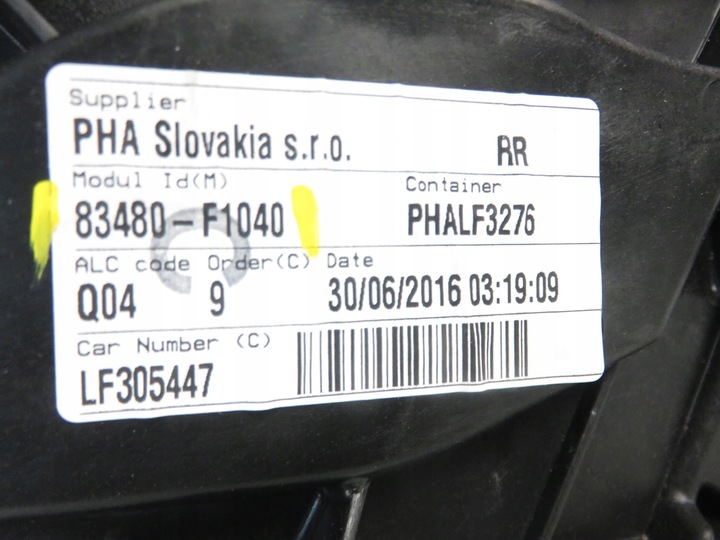 Supplier
PHA Slovakia s.r.o. RR
Modul Id(M) Container
83480-F1040 PHALF3276
ALC code Order(C) Date
Q04 9 30/06/2016 03:19:09
Car Number (C)
LF305447